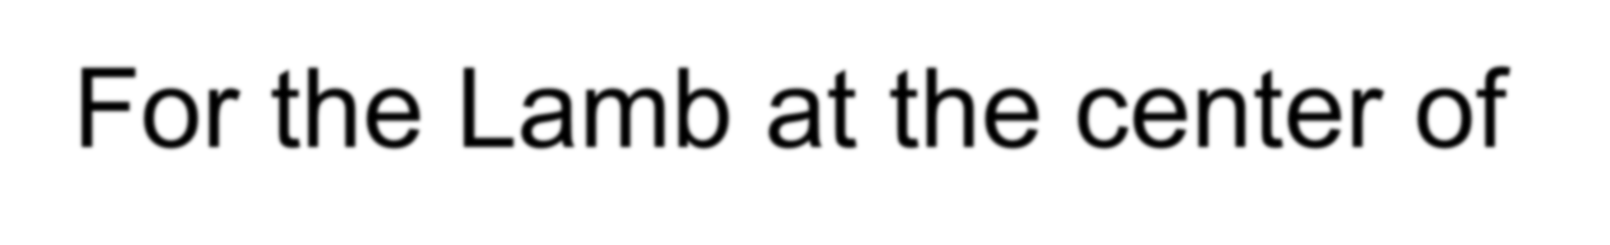 For the Lamb at the center of